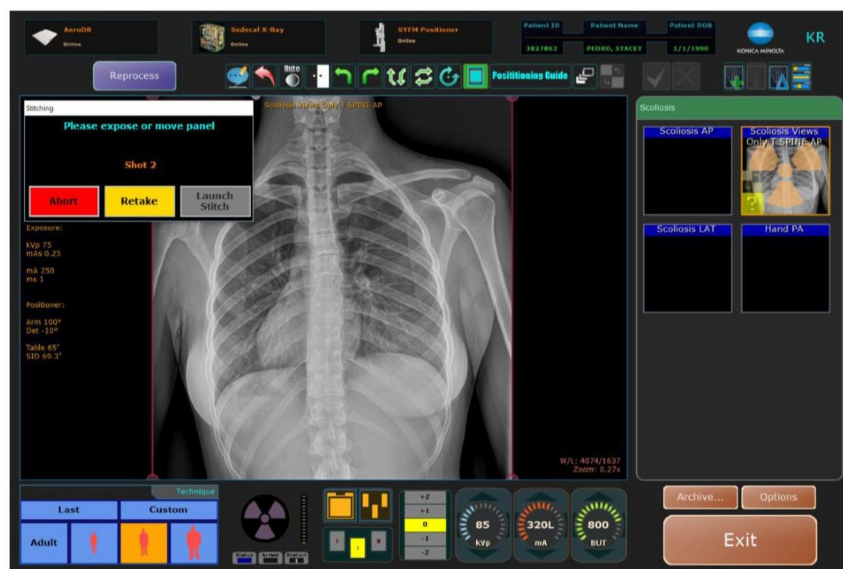 AeroDR
Online
Sedecal X-Ray
Online
SYFM Positioner
Online
Patient ID
Patient Name
Patient DOB
3827862
PEDRO, STACEY
1/1/1990
KONICA MINOLTA
KR
Reprocess
Auto
Positioning Guide
Stitching
Please expose or move panel
Shot 2
Abort
Retake
Launch
Stitch
Scoliosis Views Only T SPINE AP
Exposure:
kVp 75
mAs 0.25
mA 250
ms 1
Positioner:
Arm 100°
Det -10°
Table 65"
SID 69.3"
W/L: 4074/1637
Zoom: 0.27x
Scoliosis
Scoliosis AP
Scoliosis Views
Only T SPINE AP
?
Scoliosis LAT
Hand PA
Technique
Last
Custom
Adult
Status
+2
+1
0
-1
-2
85
kVp
320L
mA
800
BUT
Archive...
Options
Exit